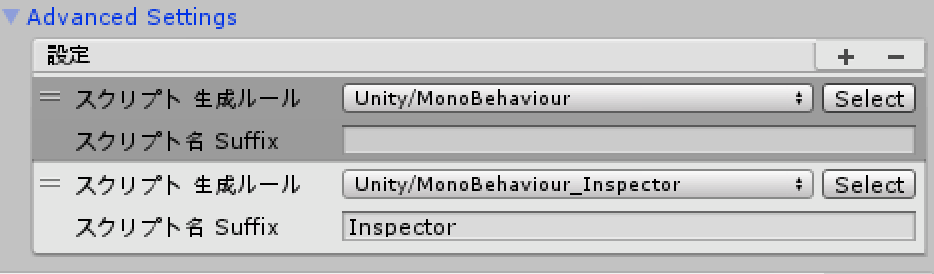 Advanced Settings
設定 + −
スクリプト 生成ルール Unity/MonoBehaviour Select
スクリプト名 Suffix
スクリプト 生成ルール Unity/MonoBehaviour_Inspector Select
スクリプト名 Suffix Inspector